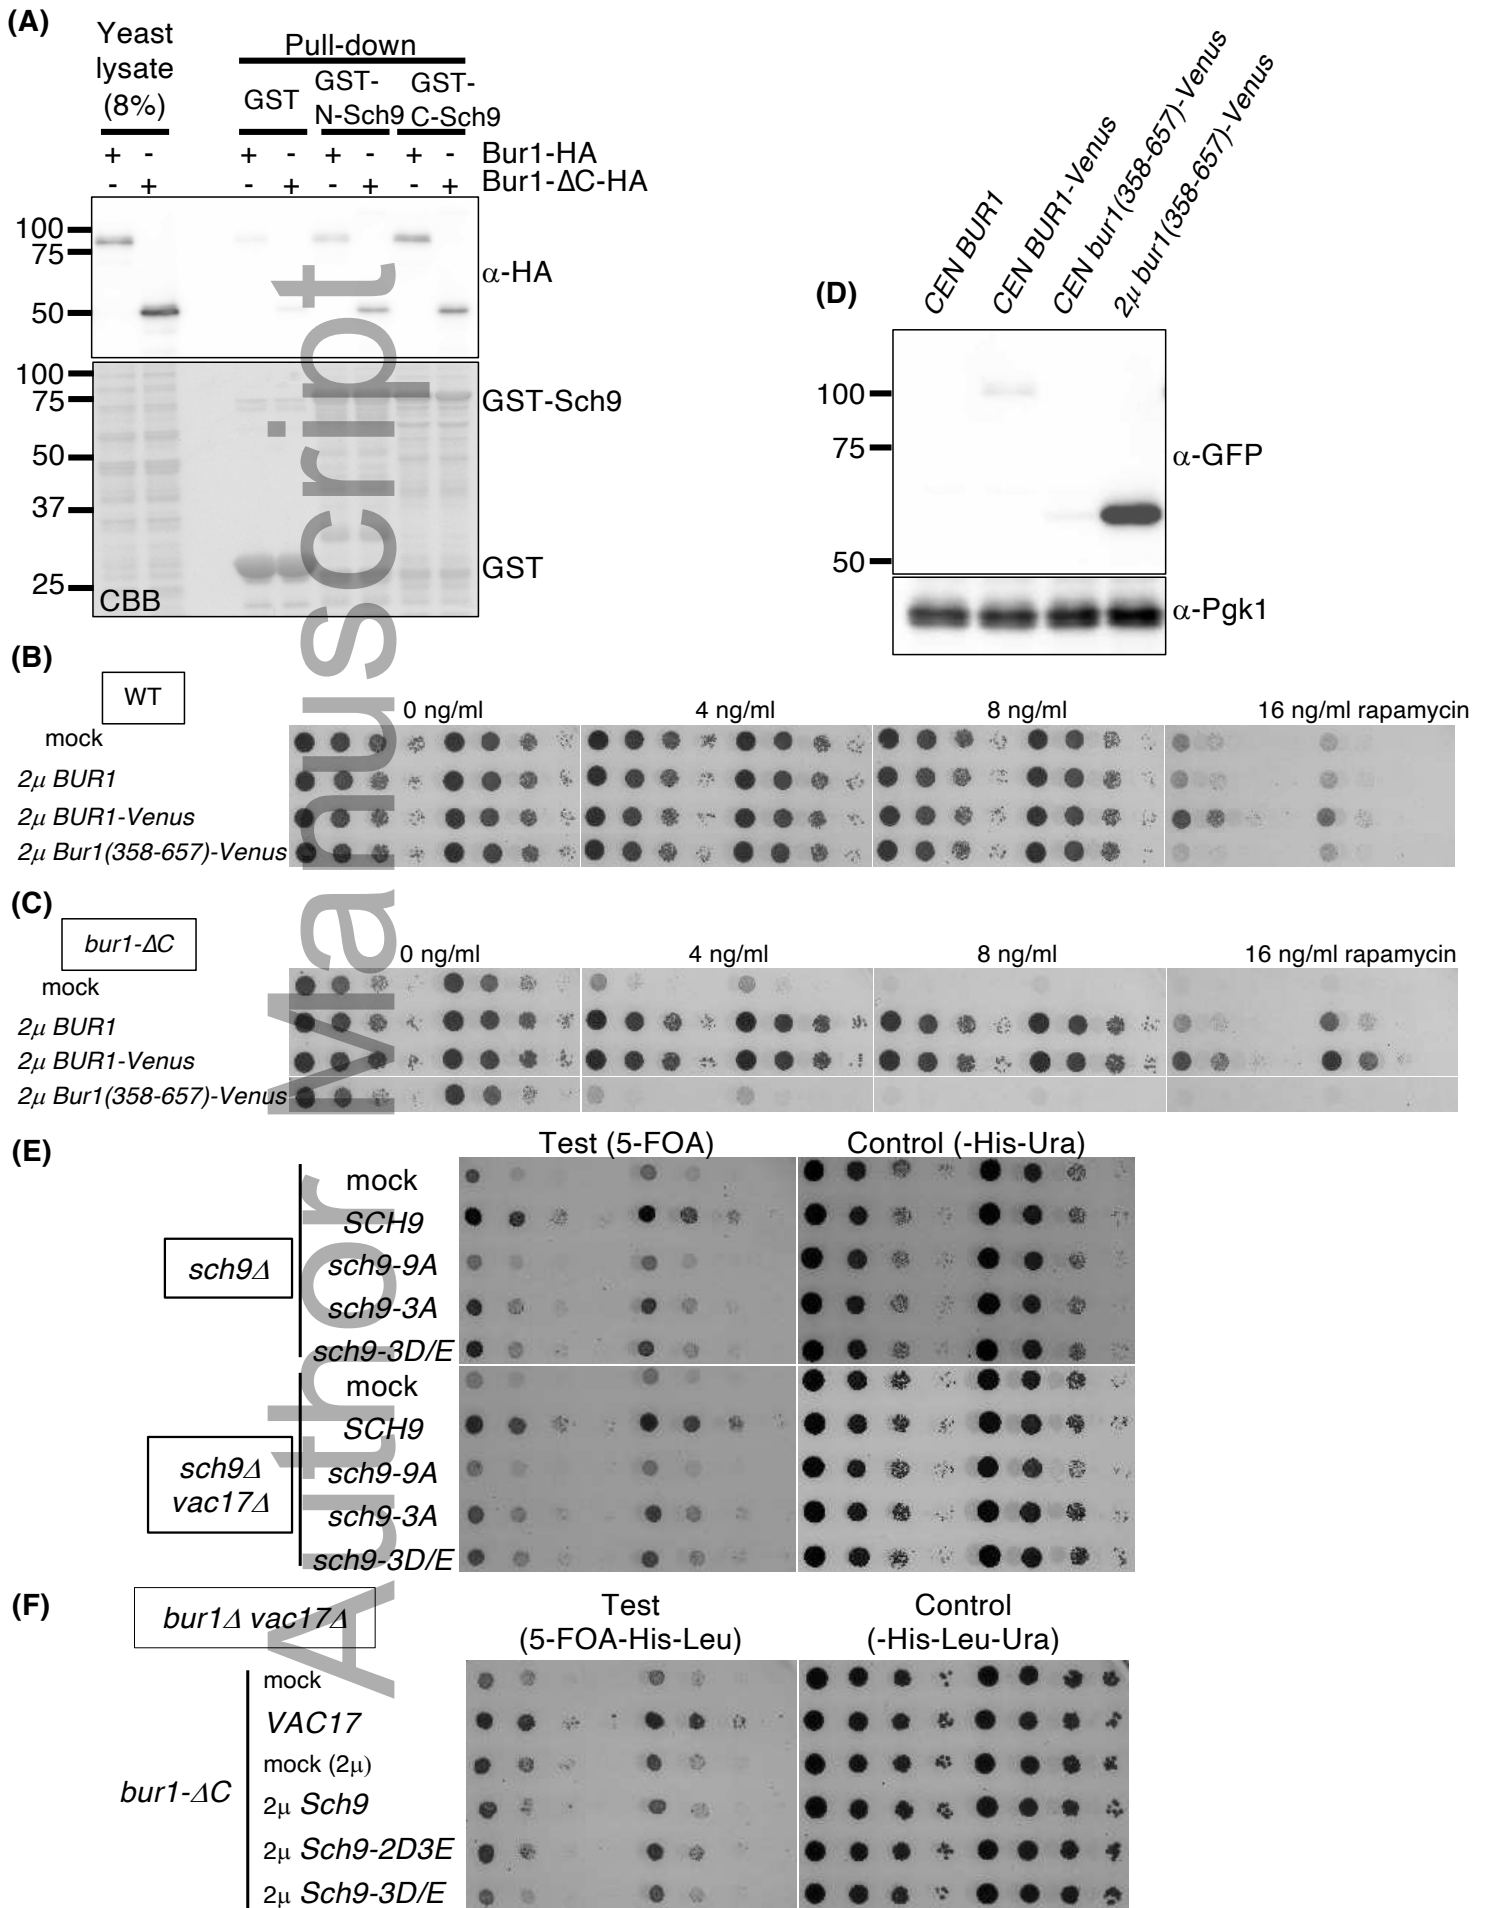 (A)
Yeast
lysate
(8%)
Pull-down
GST
GST-
N-Sch9
GST-
C-Sch9
+ - + - + - + - Bur1-HA
- + - + - + - + Bur1-ΔC-HA
100
75
50
α-HA
100
75
50
37
25
GST-Sch9
GST
CBB
(D)
CEN BUR1
CEN BUR1-Venus
CEN bur1(358-657)-Venus
2μ bur1(358-657)-Venus
100
75
50
α-GFP
α-Pgk1
(B)
WT
0 ng/ml 4 ng/ml 8 ng/ml 16 ng/ml rapamycin
mock
2μ BUR1
2μ BUR1-Venus
2μ Bur1(358-657)-Venus
(C)
bur1-ΔC
0 ng/ml 4 ng/ml 8 ng/ml 16 ng/ml rapamycin
mock
2μ BUR1
2μ BUR1-Venus
2μ Bur1(358-657)-Venus
(E)
Test (5-FOA) Control (-His-Ura)
sch9Δ
mock
SCH9
sch9-9A
sch9-3A
sch9-3D/E
sch9Δ
vac17Δ
mock
SCH9
sch9-9A
sch9-3A
sch9-3D/E
(F)
bur1Δ vac17Δ
Test
(5-FOA-His-Leu)
Control
(-His-Leu-Ura)
bur1-ΔC
mock
VAC17
mock (2μ)
2μ Sch9
2μ Sch9-2D3E
2μ Sch9-3D/E
Author Manuscript